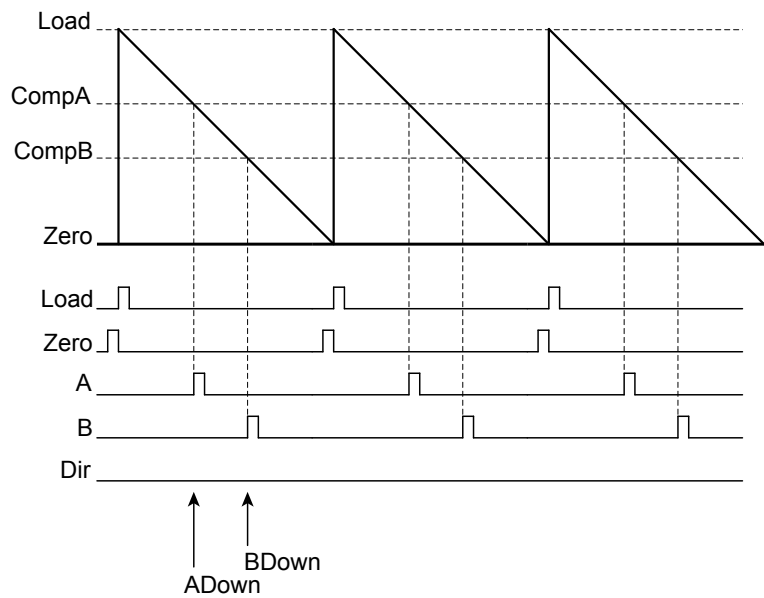 Load
CompA
CompB
Zero
Load
Zero
A
B
Dir
BDown
ADown